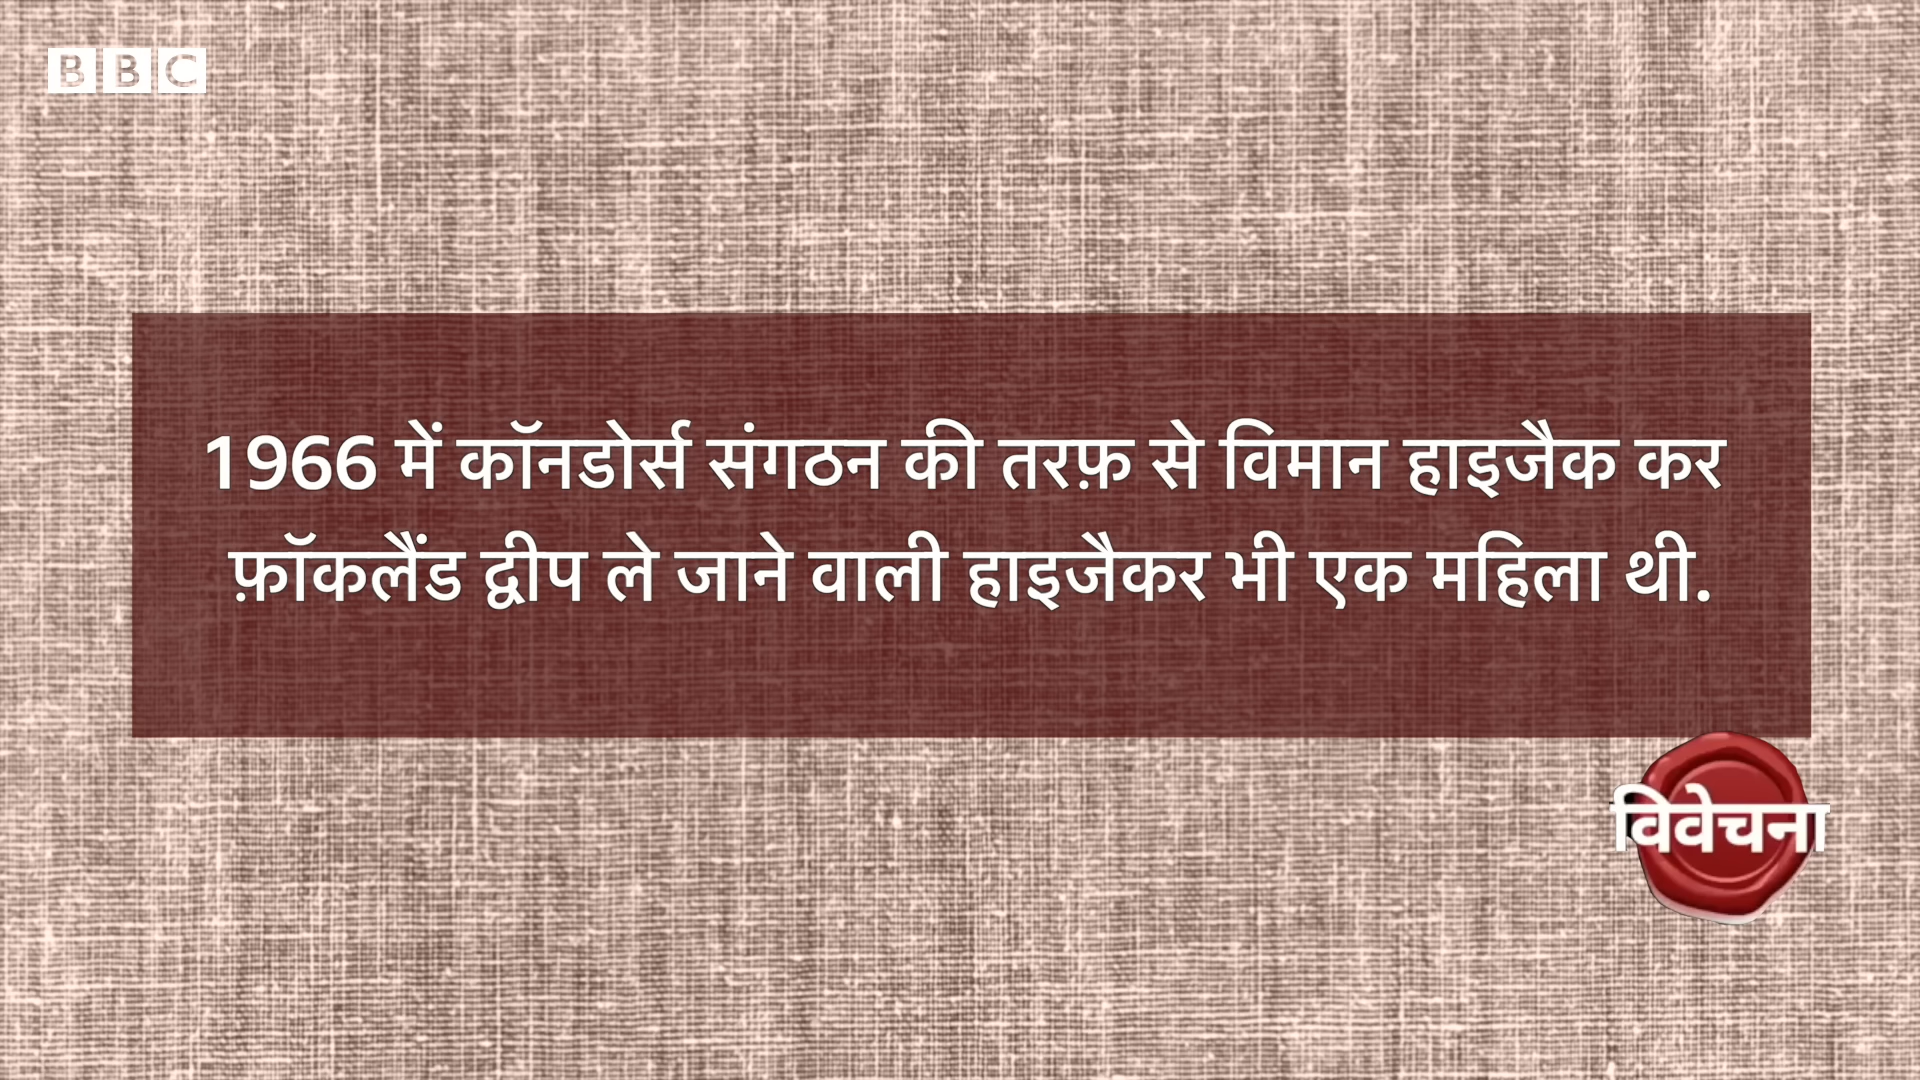 BBC
1966 में कॉनडोर्स संगठन की तरफ़ से विमान हाइजैक कर
फ़ॉकलैंड द्वीप ले जाने वाली हाइजैकर भी एक महिला थी.
विवेचना